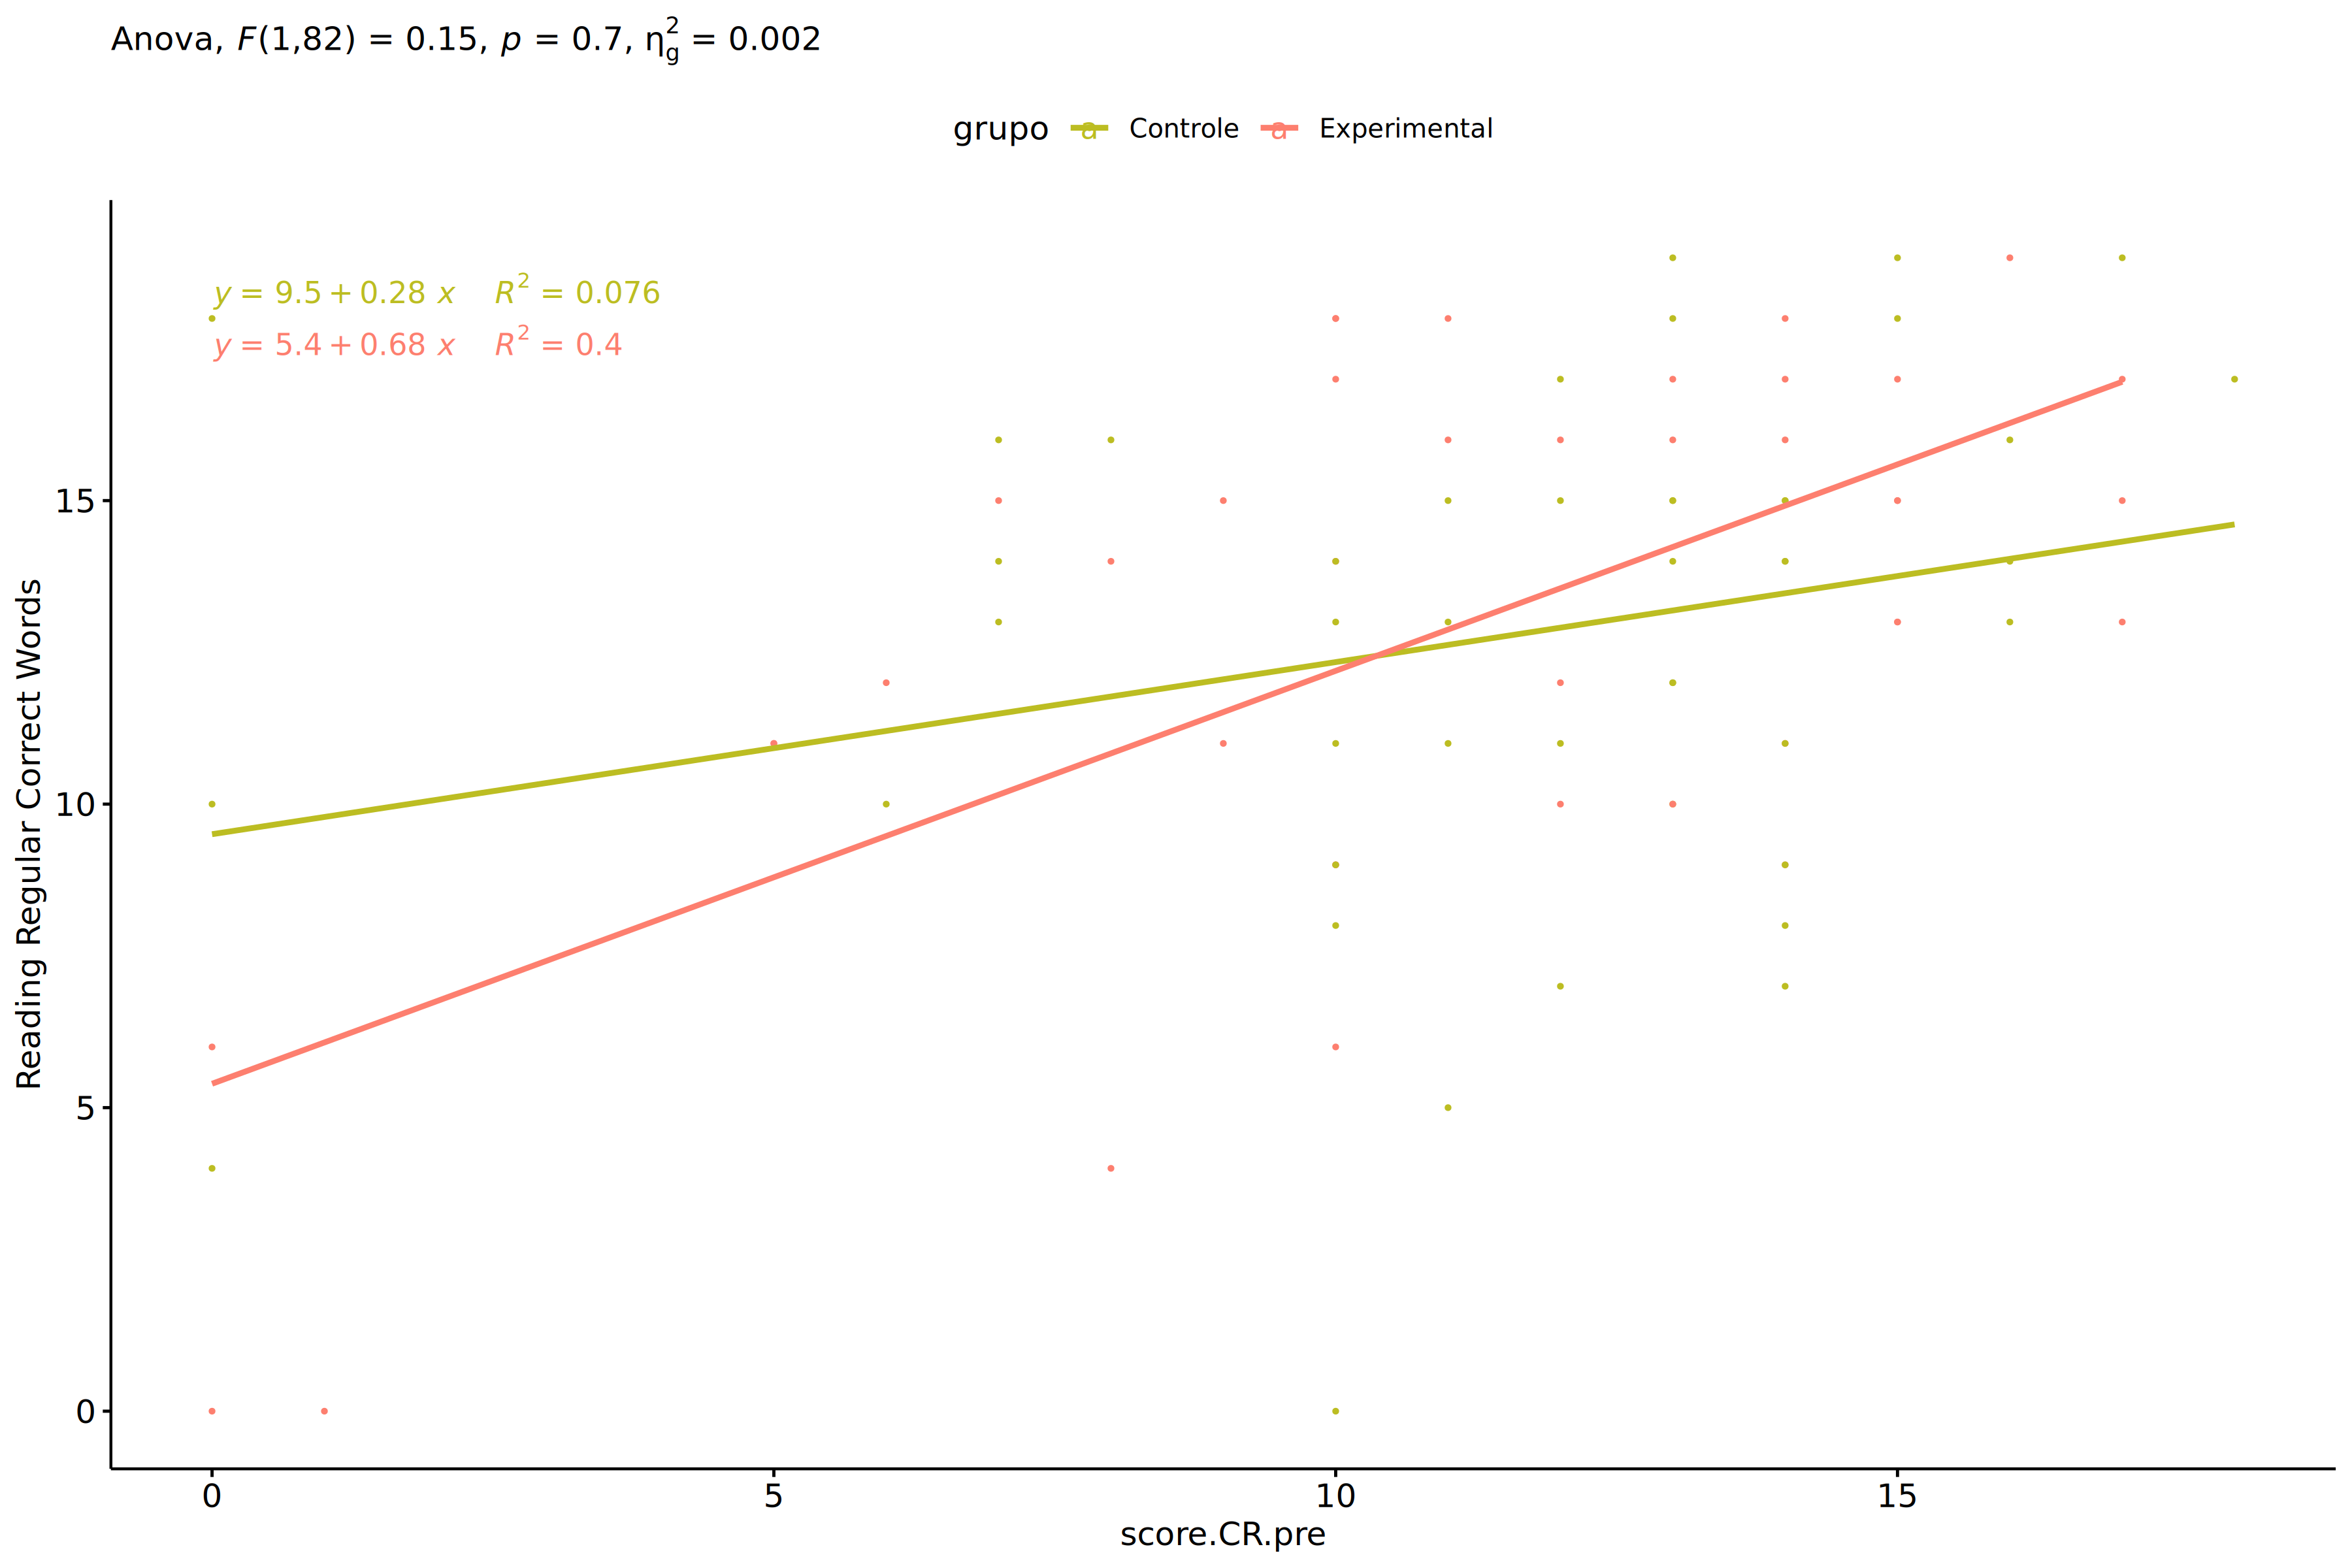 Anova, F(1,82) = 0.15, p = 0.7, η²g = 0.002
grupo a Controle a Experimental
y = 9.5 + 0.28 x R² = 0.076
y = 5.4 + 0.68 x R² = 0.4
Reading Regular Correct Words
15
10
5
0
0 5 10 15
score.CR.pre